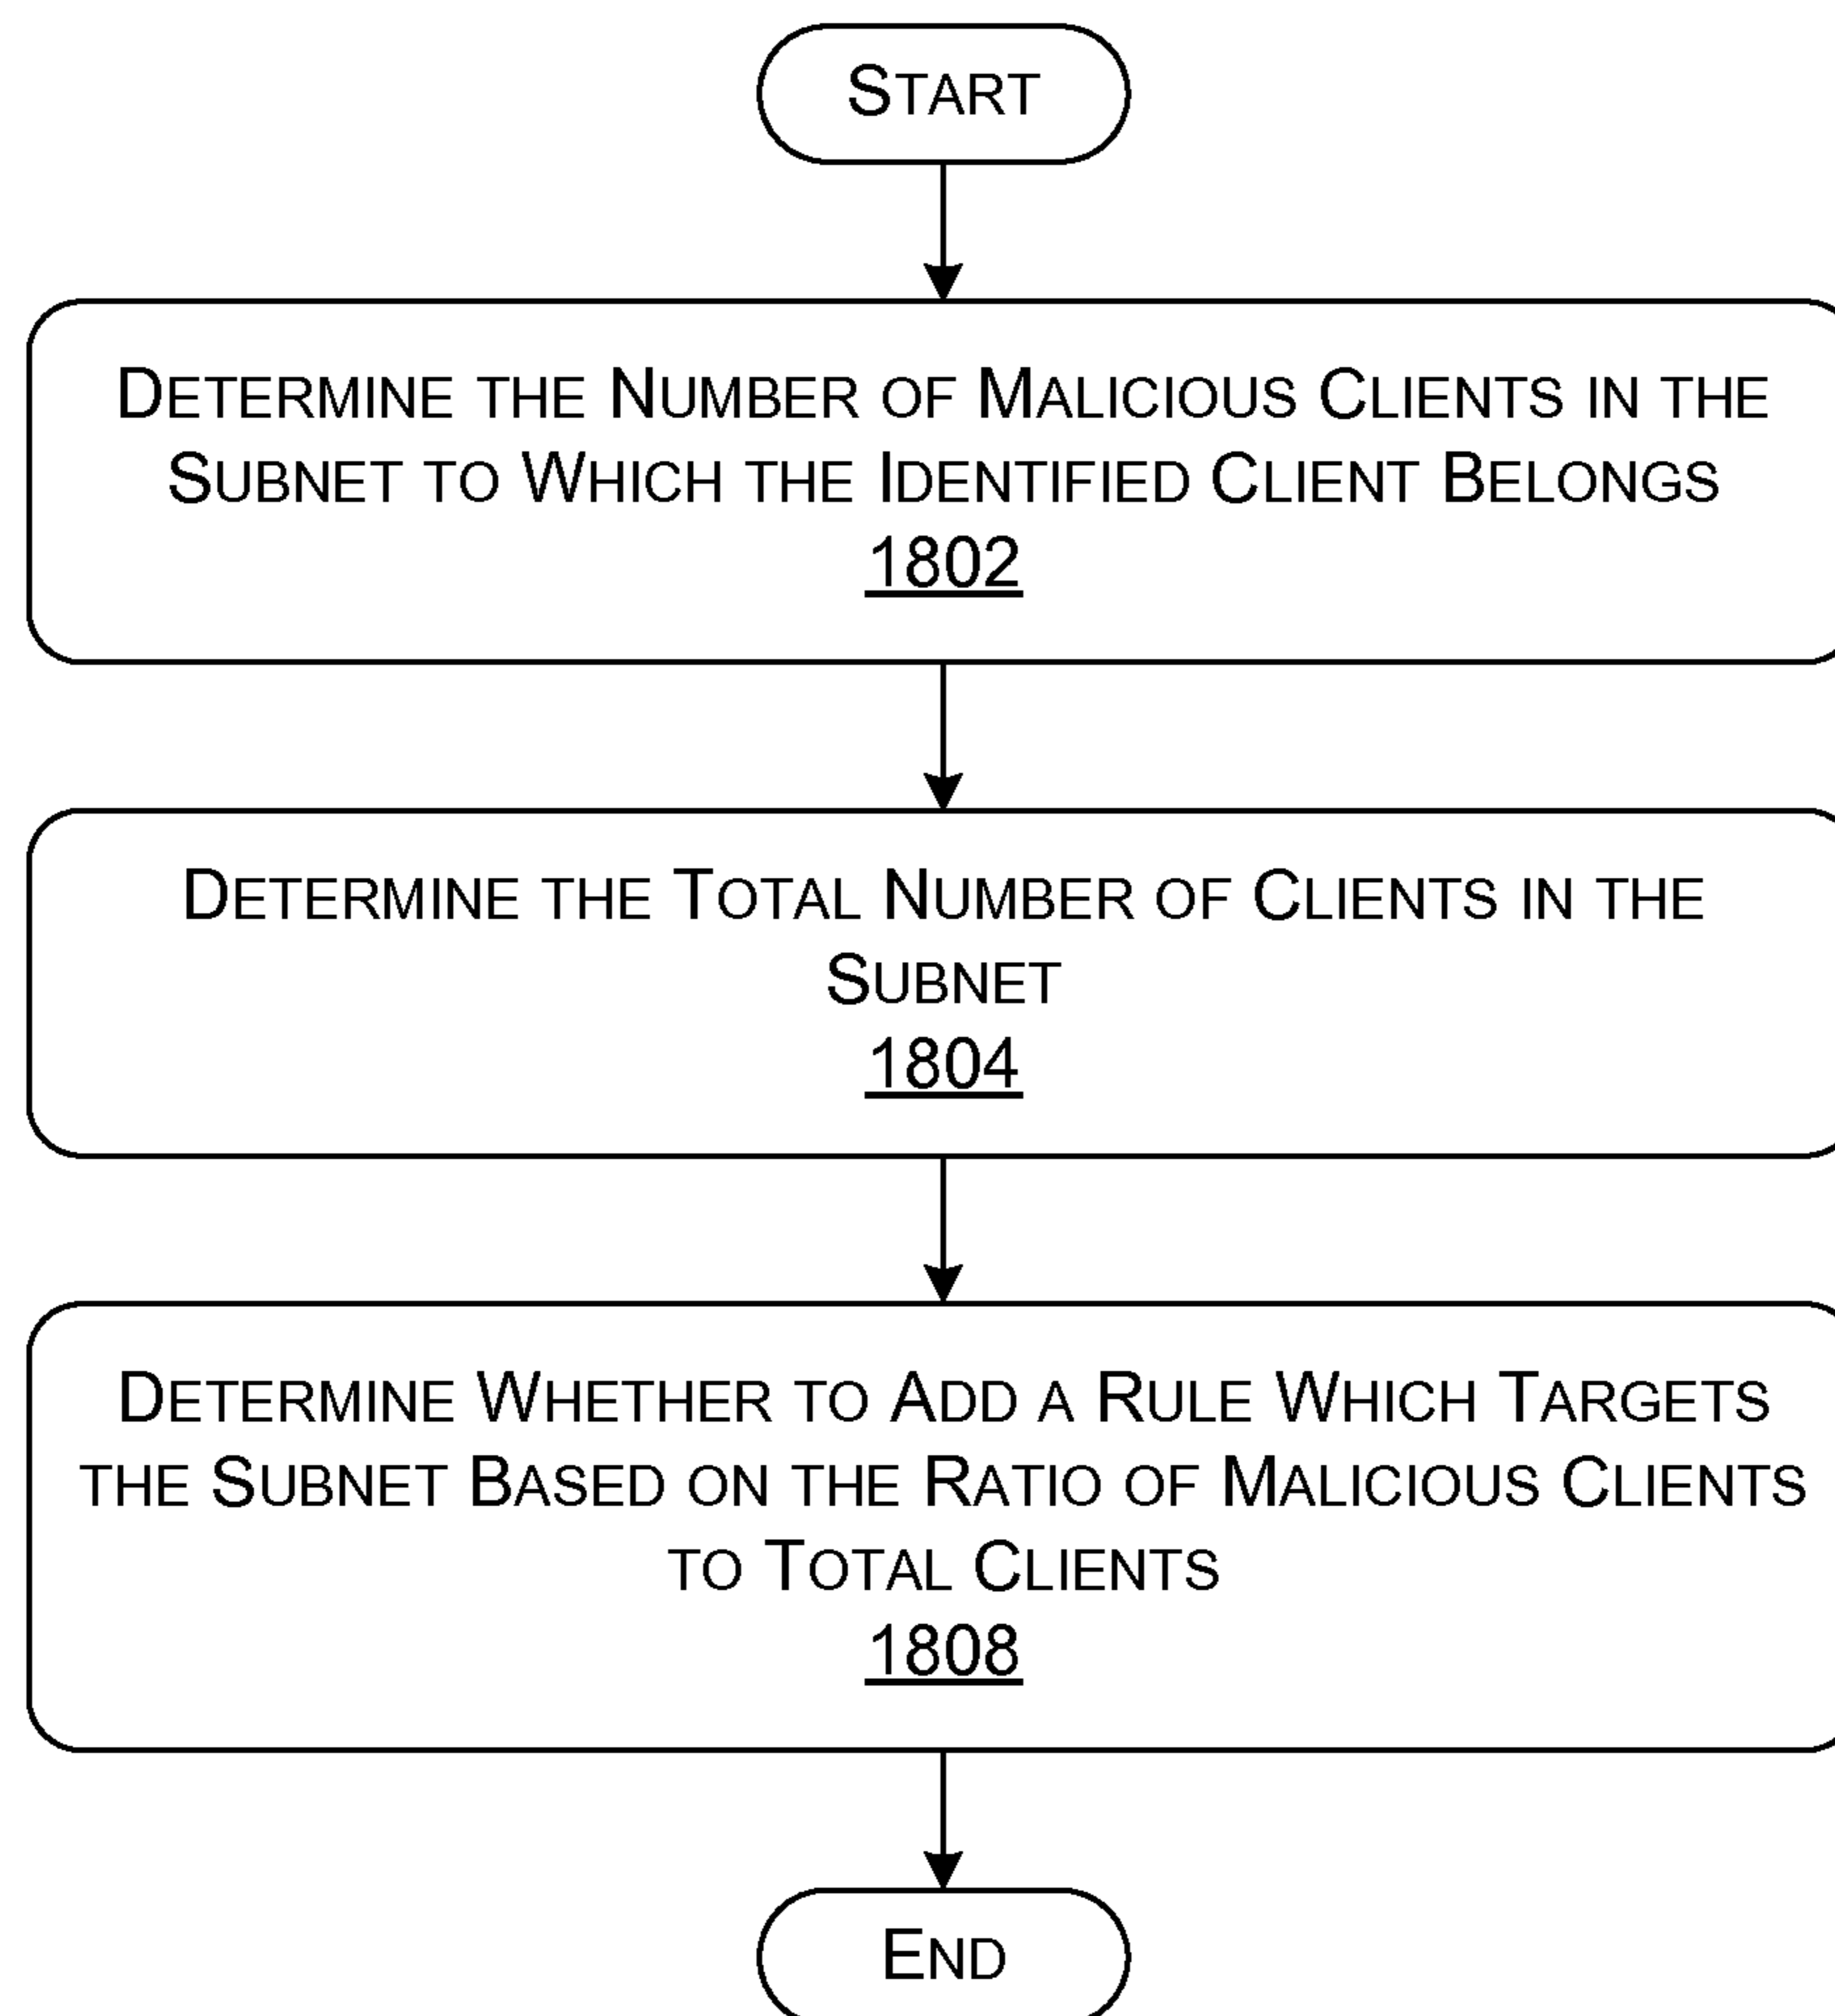 START
DETERMINE THE NUMBER OF MALICIOUS CLIENTS IN THE
SUBNET TO WHICH THE IDENTIFIED CLIENT BELONGS
1802
DETERMINE THE TOTAL NUMBER OF CLIENTS IN THE
SUBNET
1804
DETERMINE WHETHER TO ADD A RULE WHICH TARGETS
THE SUBNET BASED ON THE RATIO OF MALICIOUS CLIENTS
TO TOTAL CLIENTS
1808
END